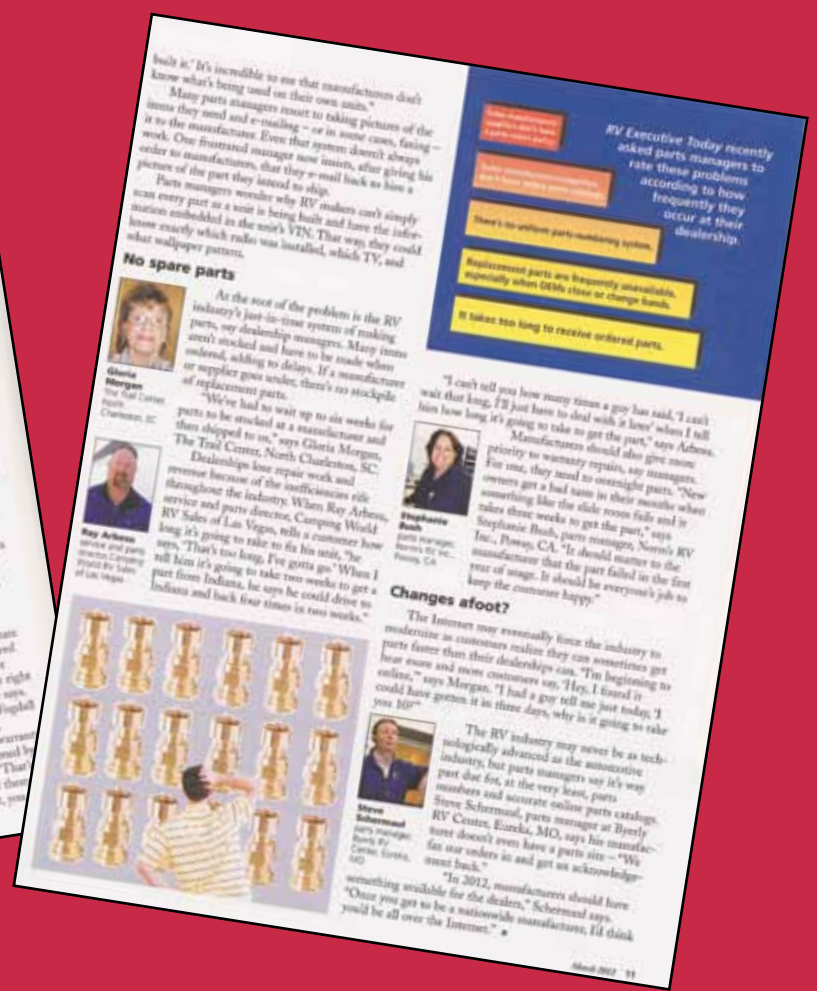 built it.' It's incredible to me that manufacturers don't
know what's being used on their own units."
Many parts managers resort to taking pictures of the
items they need and e-mailing – or in some cases, faxing –
it to the manufacturer. Even that system doesn't always
work. One frustrated manager now insists, after giving his
order to manufacturers, that they e-mail back to him a
picture of the part they intend to ship.
Parts managers wonder why RV makers can't simply
scan every part as a unit is being built and have the infor-
mation embedded in the unit's VIN. That way, they could
know exactly which radio was installed, which TV, and
what wallpaper pattern.
No spare parts
At the root of the problem is the RV
industry's just-in-time system of making
parts, say dealership managers. Many items
aren't stocked and have to be made when
ordered, adding to delays. If a manufacturer
or supplier goes under, there's no stockpile
of replacement parts.
"We've had to wait up to six weeks for
parts to be stocked at a manufacturer and
then shipped to us," says Gloria Morgan,
The Trail Center, North Charleston, SC.
Dealerships lose repair work and
revenue because of the inefficiencies rife
throughout the industry. When Ray Arbesu,
service and parts director, Camping World
RV Sales of Las Vegas, tells a customer how
long it's going to take to fix his unit, "he
says, 'That's too long, I've gotta go.' When I
tell him it's going to take two weeks to get a
part from Indiana, he says he could drive to
Indiana and back four times in two weeks."
Gloria
Morgan
The Trail Center
North
Charleston, SC
Ray Arbesu
service and parts
director, Camping
World RV Sales
of Las Vegas
RV Executive Today recently
asked parts managers to
rate these problems
according to how
frequently they
occur at their
dealership.
There's no uniform parts-numbering system.
Replacement parts are frequently unavailable,
especially when OEMs close or change hands.
It takes too long to receive ordered parts.
"I can't tell you how many times a guy has said, 'I can't
wait that long, I'll just have to deal with it later' when I tell
him how long it's going to take to get the part," says Arbesu.
Manufacturers should also give more
priority to warranty repairs, say managers.
For one, they need to overnight parts. "New
owners get a bad taste in their mouths when
something like the slide room fails and it
takes three weeks to get the part," says
Stephanie Bush, parts manager, Norm's RV
Inc., Poway, CA. "It should matter to the
manufacturer that the part failed in the first
year of usage. It should be everyone's job to
keep the customer happy."
Stephanie
Bush
parts manager,
Norm's RV Inc.,
Poway, CA
Changes afoot?
The Internet may eventually force the industry to
modernize as customers realize they can sometimes get
parts faster than their dealerships can. "I'm beginning to
hear more and more customers say, 'Hey, I found it
online,'" says Morgan. "I had a guy tell me just today, 'I
could have gotten it in three days, why is it going to take
you 10?'"
The RV industry may never be as tech-
nologically advanced as the automotive
industry, but parts managers say it's way
past due for, at the very least, parts
numbers and accurate online parts catalogs.
Steve Schermaul, parts manager at Byerly
RV Center, Eureka, MO, says his manufac-
turer doesn't even have a parts site – "We
fax our orders in and get an acknowledge-
ment back."
"In 2012, manufacturers should have
something available for the dealers," Schermaul says.
"Once you get to be a nationwide manufacturer, I'd think
you'd be all over the Internet."
Steve
Schermaul
parts manager,
RV
Center, Eureka,
MO
March 2012 11
right
says,
"That's